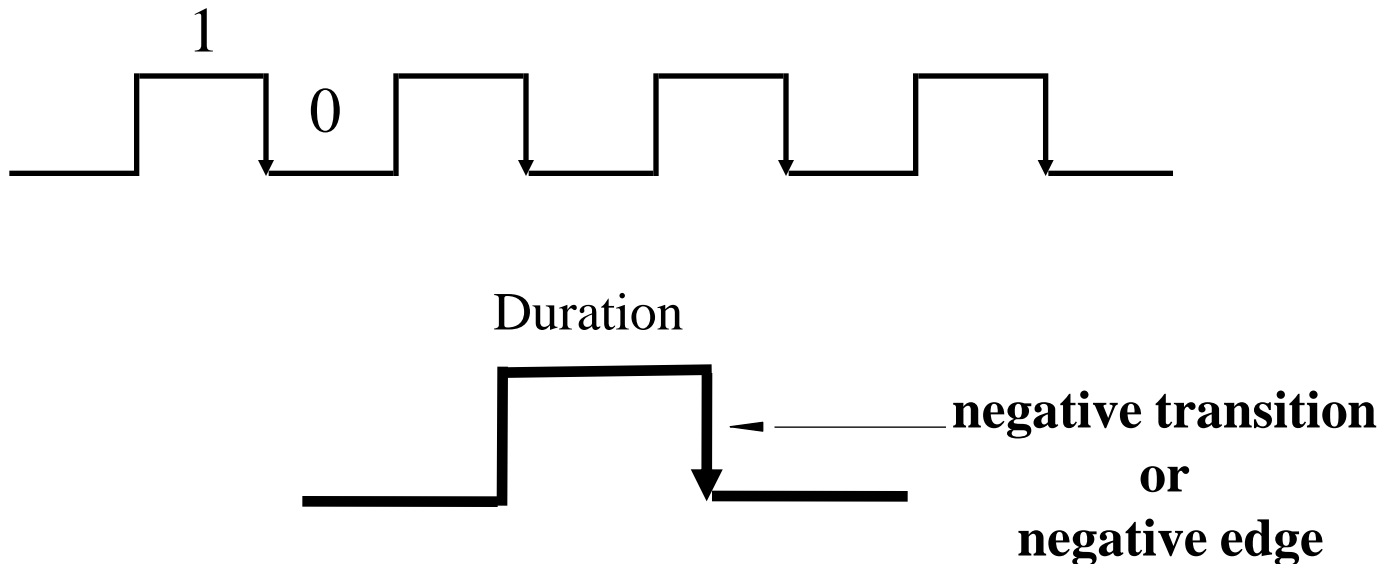 1
0
Duration
negative transition
or
negative edge